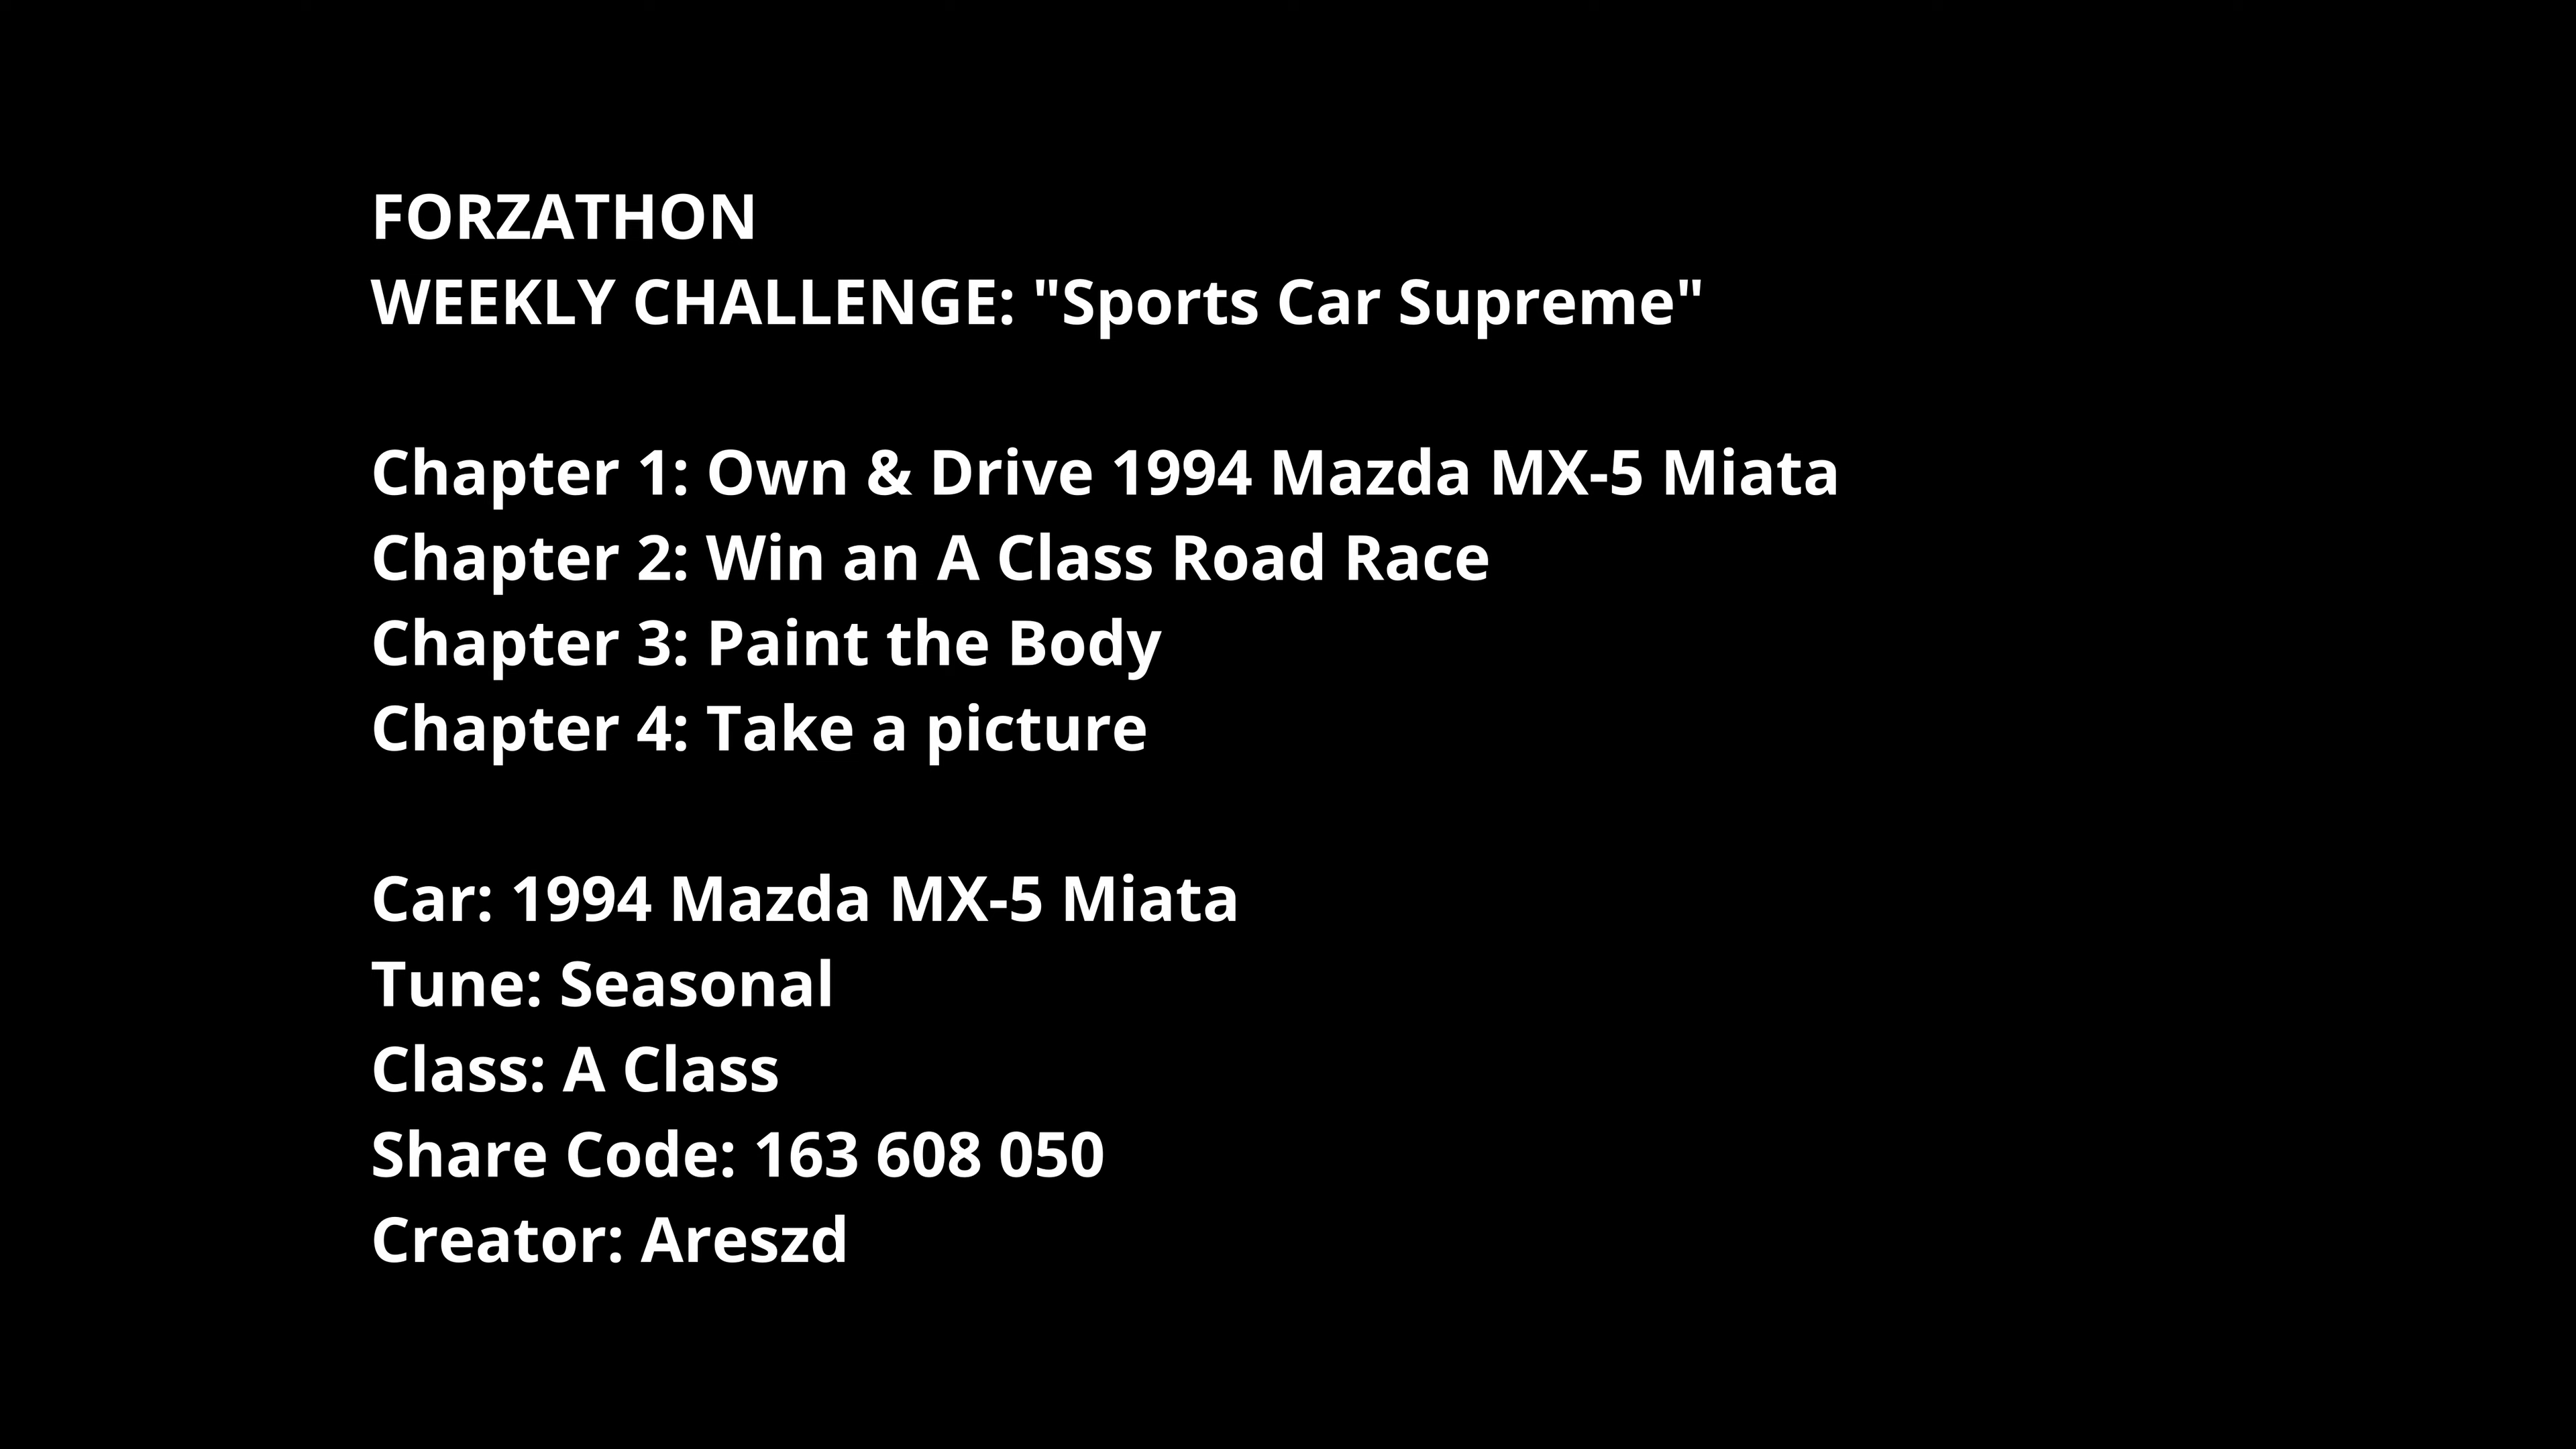 FORZATHON
WEEKLY CHALLENGE: "Sports Car Supreme"
Chapter 1: Own & Drive 1994 Mazda MX-5 Miata
Chapter 2: Win an A Class Road Race
Chapter 3: Paint the Body
Chapter 4: Take a picture
Car: 1994 Mazda MX-5 Miata
Tune: Seasonal
Class: A Class
Share Code: 163 608 050
Creator: Areszd